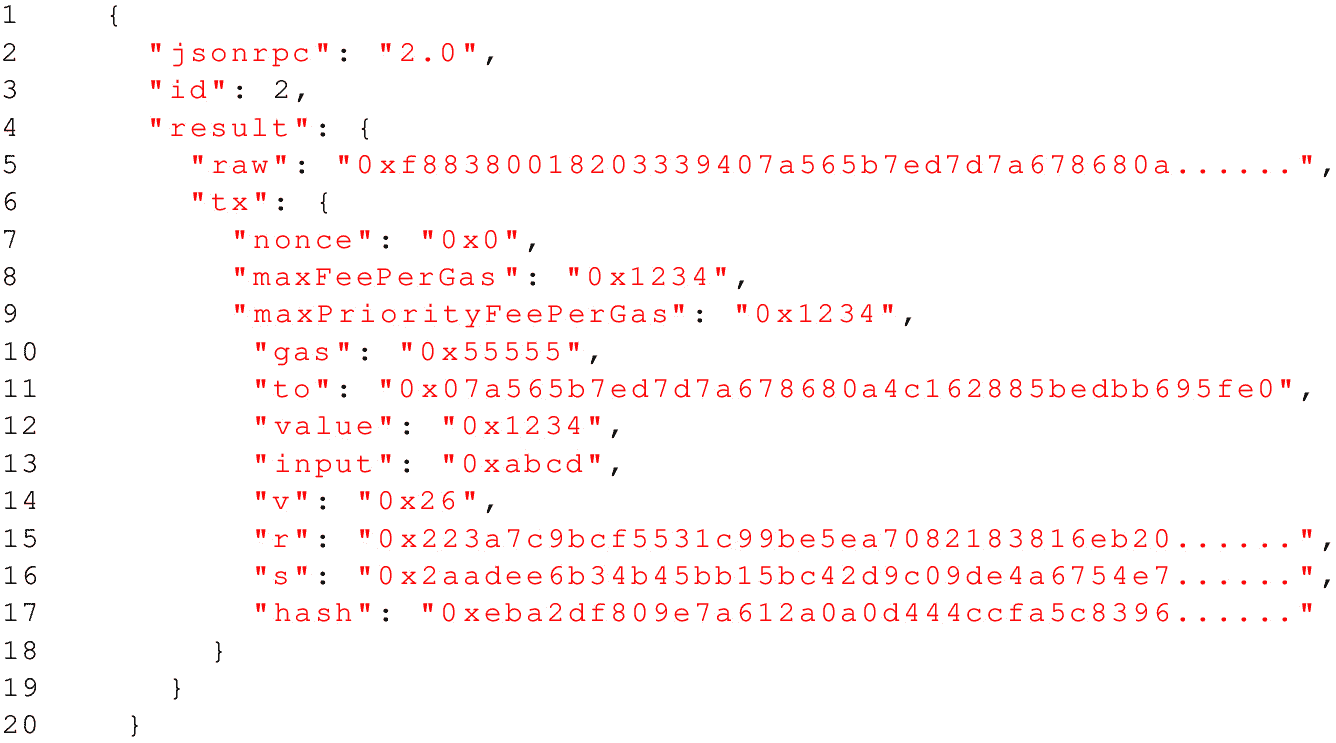 1 {
2 "jsonrpc": "2.0",
3 "id": 2,
4 "result": {
5 "raw": "0xf88380018203339407a565b7ed7d7a678680a......",
6 "tx": {
7 "nonce": "0x0",
8 "maxFeePerGas": "0x1234",
9 "maxPriorityFeePerGas": "0x1234",
10 "gas": "0x55555",
11 "to": "0x07a565b7ed7d7a678680a4c162885bedbb695fe0",
12 "value": "0x1234",
13 "input": "0xabcd",
14 "v": "0x26",
15 "r": "0x223a7c9bcf5531c99be5ea7082183816eb20......",
16 "s": "0x2aadee6b34b45bb15bc42d9c09de4a6754e7......",
17 "hash": "0xeba2df809e7a612a0a0d444ccfa5c8396......"
18 }
19 }
20 }